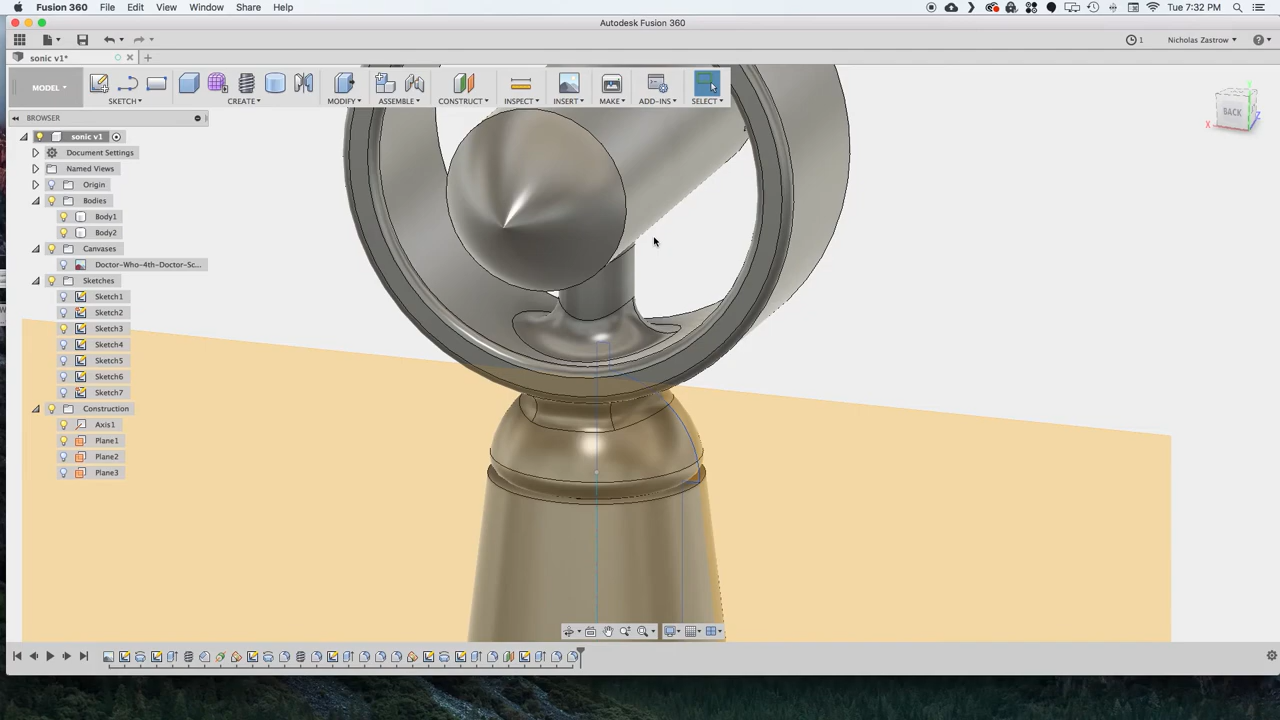 Fusion 360 File Edit View Window Share Help Tue 7:32 PM
Autodesk Fusion 360
1 Nicholas Zastrow
sonic v1*
MODEL
SKETCH CREATE MODIFY ASSEMBLE CONSTRUCT INSPECT INSERT MAKE ADD-INS SELECT
BROWSER
BACK
X
Z
sonic v1
Document Settings
Named Views
Origin
Bodies
Body1
Body2
Canvases
Doctor-Who-4th-Doctor-Sc...
Sketches
Sketch1
Sketch2
Sketch3
Sketch4
Sketch5
Sketch6
Sketch7
Construction
Axis1
Plane1
Plane2
Plane3